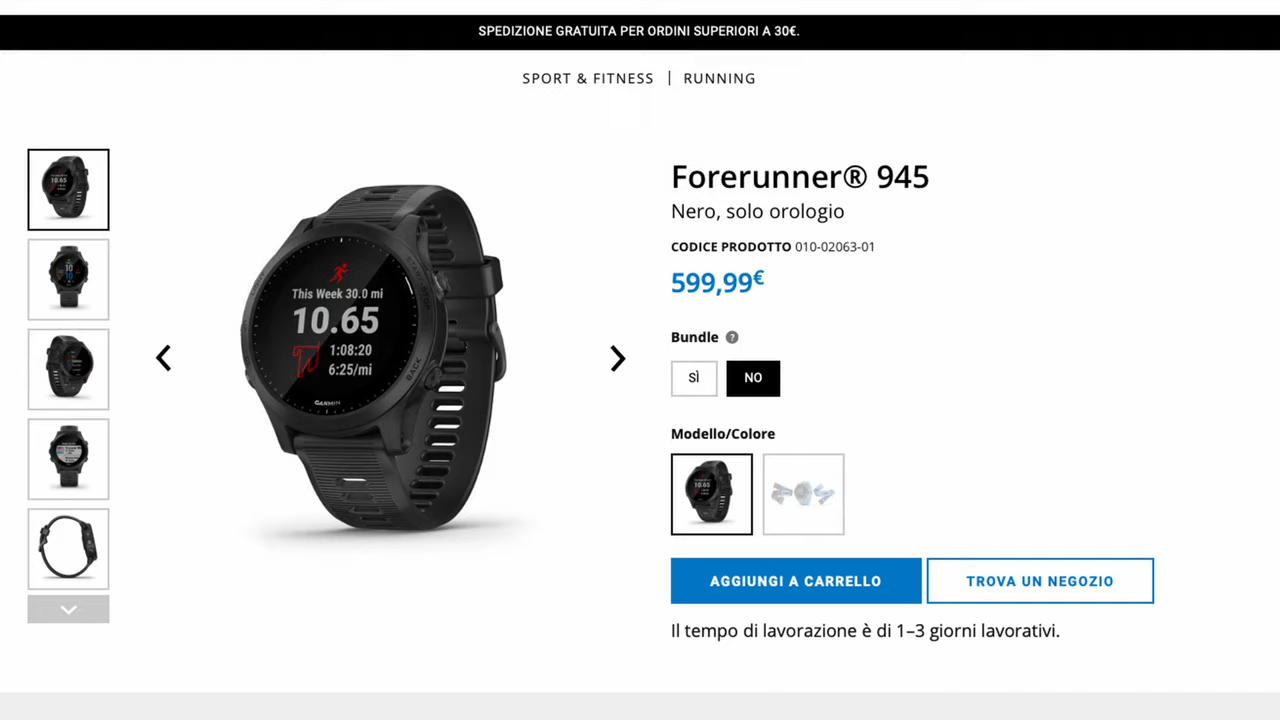 SPEDIZIONE GRATUITA PER ORDINI SUPERIORI A 30€.
SPORT & FITNESS | RUNNING
Forerunner® 945
Nero, solo orologio
CODICE PRODOTTO 010-02063-01
599,99€
This Week 30.0 mi
10.65
1:08:20
6:25/mi
GARMIN
START·STOP
BACK
Bundle ?
SÌ
NO
Modello/Colore
AGGIUNGI A CARRELLO
TROVA UN NEGOZIO
Il tempo di lavorazione è di 1–3 giorni lavorativi.